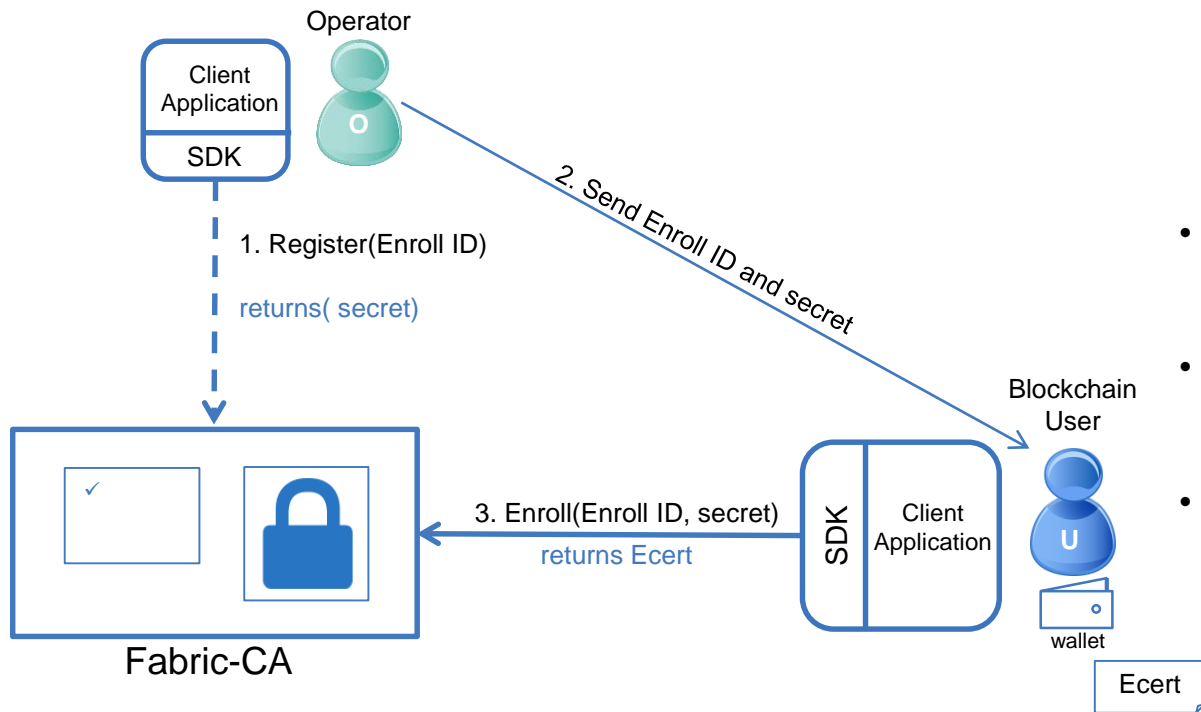 Operator
Client
Application
SDK
O
2. Send Enroll ID and secret
1. Register(Enroll ID)
returns( secret)
Blockchain
User
✓
3. Enroll(Enroll ID, secret)
returns Ecert
SDK
Client
Application
U
wallet
Fabric-CA
Ecert